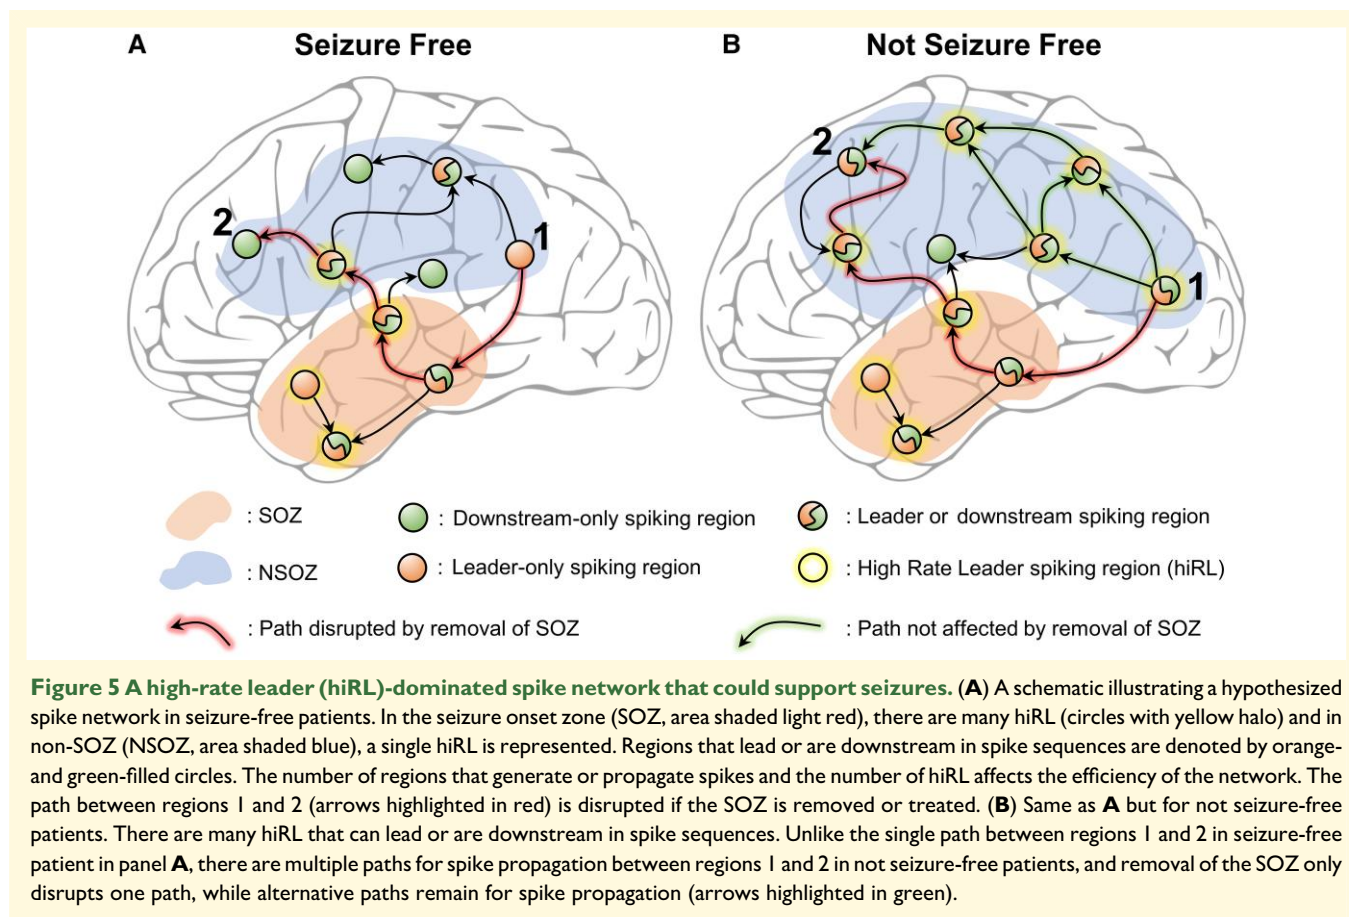 A Seizure Free
B Not Seizure Free
2
1
2
1
: SOZ
: Downstream-only spiking region
: Leader or downstream spiking region
: NSOZ
: Leader-only spiking region
: High Rate Leader spiking region (hiRL)
: Path disrupted by removal of SOZ
: Path not affected by removal of SOZ
Figure 5 A high-rate leader (hiRL)-dominated spike network that could support seizures. (A) A schematic illustrating a hypothesized
spike network in seizure-free patients. In the seizure onset zone (SOZ, area shaded light red), there are many hiRL (circles with yellow halo) and in
non-SOZ (NSOZ, area shaded blue), a single hiRL is represented. Regions that lead or are downstream in spike sequences are denoted by orange-
and green-filled circles. The number of regions that generate or propagate spikes and the number of hiRL affects the efficiency of the network. The
path between regions 1 and 2 (arrows highlighted in red) is disrupted if the SOZ is removed or treated. (B) Same as A but for not seizure-free
patients. There are many hiRL that can lead or are downstream in spike sequences. Unlike the single path between regions 1 and 2 in seizure-free
patient in panel A, there are multiple paths for spike propagation between regions 1 and 2 in not seizure-free patients, and removal of the SOZ only
disrupts one path, while alternative paths remain for spike propagation (arrows highlighted in green).